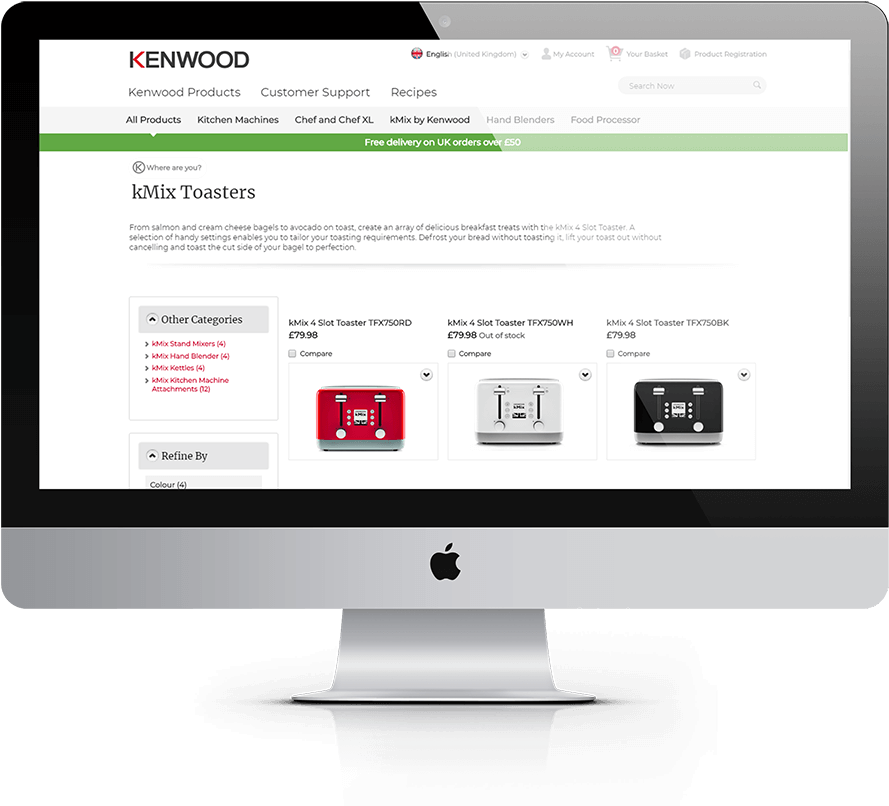 KENWOOD
English (United Kingdom)
My Account
0
Your Basket
Product Registration
Kenwood Products
Customer Support
Recipes
Search Now
All Products
Kitchen Machines
Chef and Chef XL
kMix by Kenwood
Hand Blenders
Food Processor
Free delivery on UK orders over £50
K
Where are you?
kMix Toasters
From salmon and cream cheese bagels to avocado on toast, create an array of delicious breakfast treats with the kMix 4 Slot Toaster. A
selection of handy settings enables you to tailor your toasting requirements. Defrost your bread without toasting it, lift your toast out without
cancelling and toast the cut side of your bagel to perfection.
Other Categories
kMix Stand Mixers (4)
kMix Hand Blender (4)
kMix Kettles (4)
kMix Kitchen Machine
Attachments (12)
Refine By
Colour (4)
kMix 4 Slot Toaster TFX750RD
£79.98
Compare
kMix
kMix 4 Slot Toaster TFX750WH
£79.98 Out of stock
Compare
kMix
kMix 4 Slot Toaster TFX750BK
£79.98
Compare
kMix